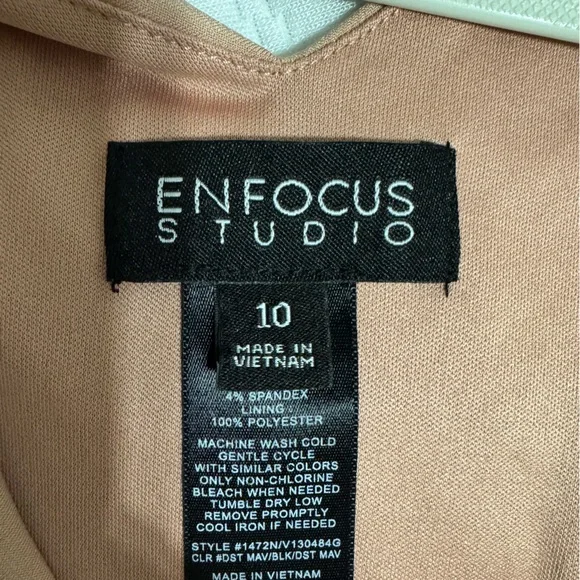 ENFOCUS
STUDIO
10
MADE IN
VIETNAM
4% SPANDEX
LINING
100% POLYESTER
MACHINE WASH COLD
GENTLE CYCLE
WITH SIMILAR COLORS
ONLY NON-CHLORINE
BLEACH WHEN NEEDED
TUMBLE DRY LOW
REMOVE PROMPTLY
COOL IRON IF NEEDED
STYLE #1472N/V130484G
CLR #DST MAV/BLK/DST MAV
MADE IN VIETNAM